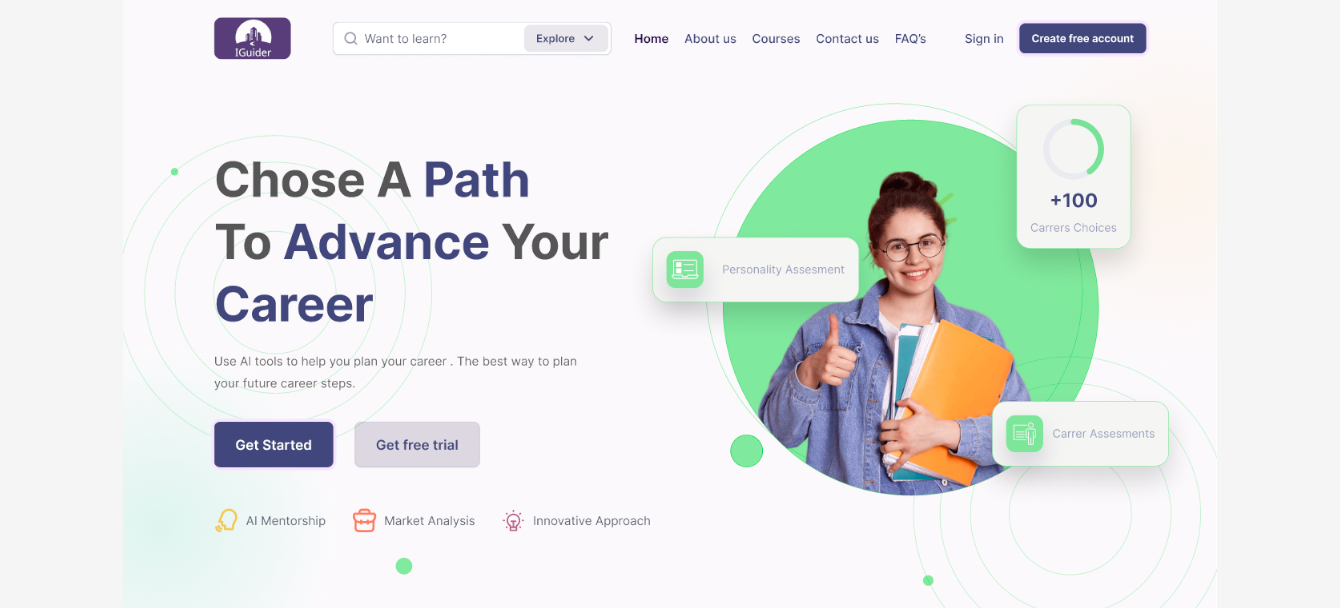 IGuider
Want to learn?
Explore
Home
About us
Courses
Contact us
FAQ's
Sign in
Create free account
Chose A Path
To Advance Your
Career
Use AI tools to help you plan your career . The best way to plan
your future career steps.
Get Started
Get free trial
AI Mentorship
Market Analysis
Innovative Approach
+100
Carrers Choices
Personality Assesment
Carrer Assesments